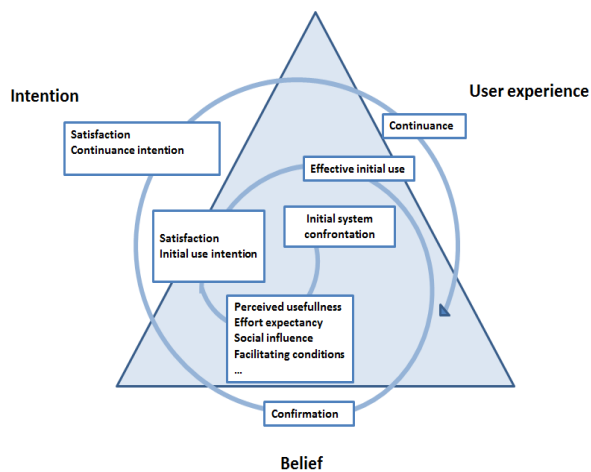 Intention
User experience
Satisfaction
Continuance intention
Continuance
Effective initial use
Satisfaction
Initial use intention
Initial system
confrontation
Perceived usefullness
Effort expectancy
Social influence
Facilitating conditions
...
Confirmation
Belief